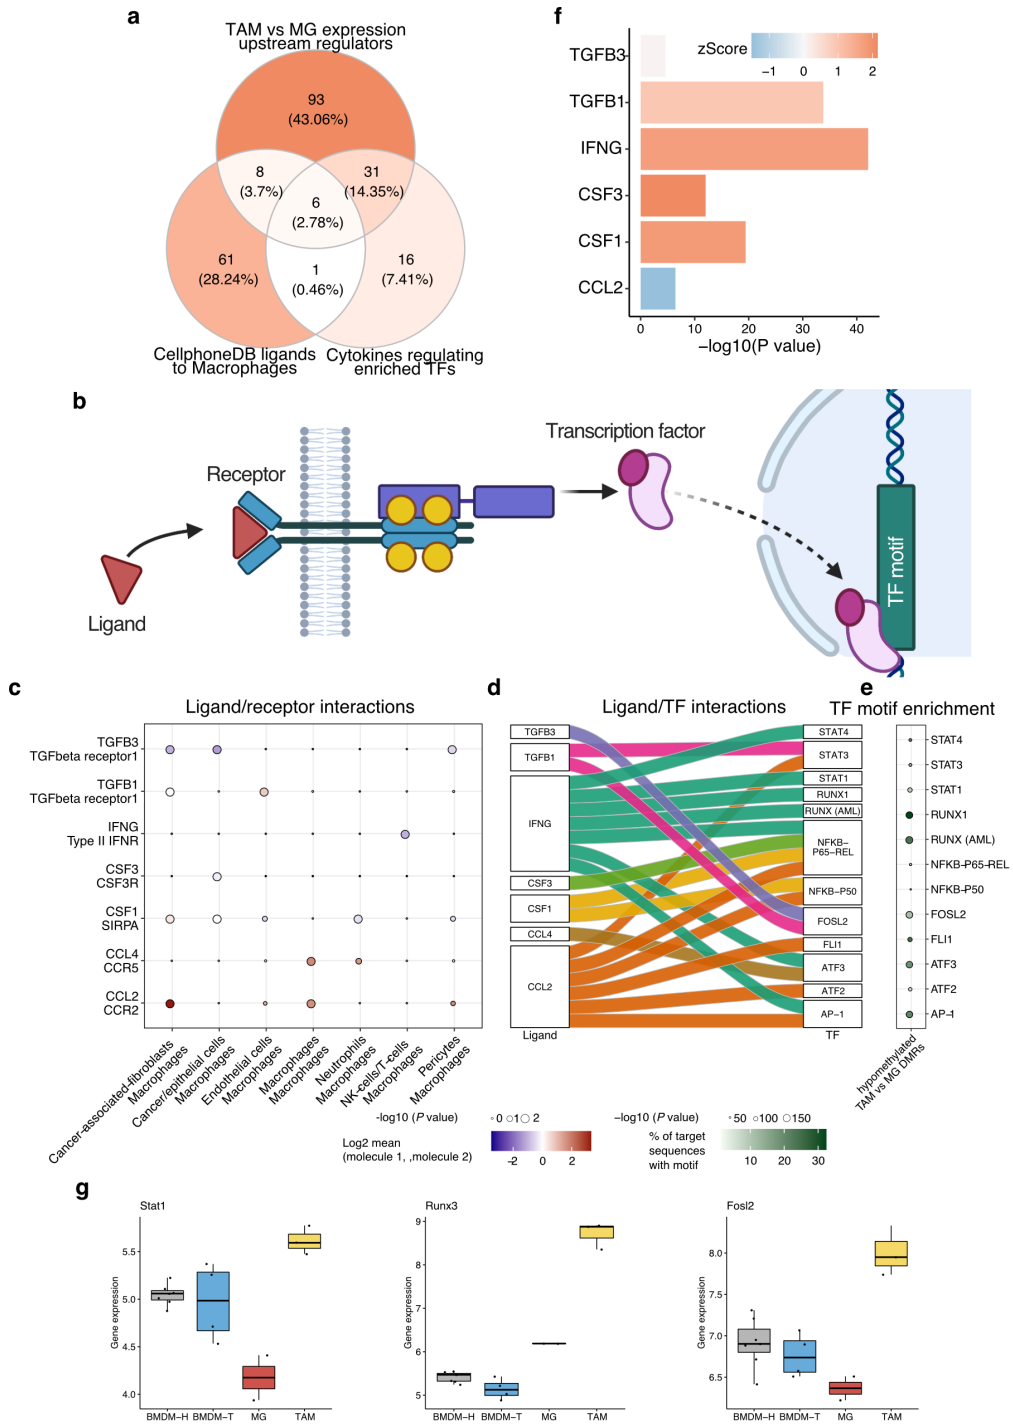 a
TAM vs MG expression
upstream regulators
93
(43.06%)
8
(3.7%)
31
(14.35%)
6
(2.78%)
61
(28.24%)
1
(0.46%)
16
(7.41%)
CellphoneDB ligands
to Macrophages
Cytokines regulating
enriched TFs
f
zScore
−1 0 1 2
TGFB3
TGFB1
IFNG
CSF3
CSF1
CCL2
0 10 20 30 40
−log10(P value)
b
Ligand
Receptor
Transcription factor
TF motif
c
Ligand/receptor interactions
TGFB3
TGFbeta receptor1
TGFB1
TGFbeta receptor1
IFNG
Type II IFNR
CSF3
CSF3R
CSF1
SIRPA
CCL4
CCR5
CCL2
CCR2
Cancer-associated-fibroblasts
Macrophages
Cancer/epithelial cells
Macrophages
Endothelial cells
Macrophages
Macrophages
Macrophages
Neutrophils
Macrophages
NK-cells/T-cells
Macrophages
Pericytes
Macrophages
-log10 (P value)
0 1 2
Log2 mean
(molecule 1, ,molecule 2)
−2 0 2
d
Ligand/TF interactions
TGFB3
TGFB1
IFNG
CSF3
CSF1
CCL4
CCL2
Ligand
STAT4
STAT3
STAT1
RUNX1
RUNX (AML)
NFKB−
P65−REL
NFKB−P50
FOSL2
FLI1
ATF3
ATF2
AP−1
TF
e
TF motif enrichment
STAT4
STAT3
STAT1
RUNX1
RUNX (AML)
NFKB-P65-REL
NFKB-P50
FOSL2
FLI1
ATF3
ATF2
AP-1
hypomethylated
TAM vs MG DMRs
−log10 (P value)
50 100 150
% of target
sequences
with motif
10 20 30
g
Stat1
Gene expression
5.5
5.0
4.5
4.0
BMDM−H BMDM−T MG TAM
Runx3
Gene expression
9
8
7
6
5
BMDM−H BMDM−T MG TAM
Fosl2
Gene expression
8.0
7.5
7.0
6.5
BMDM−H BMDM−T MG TAM